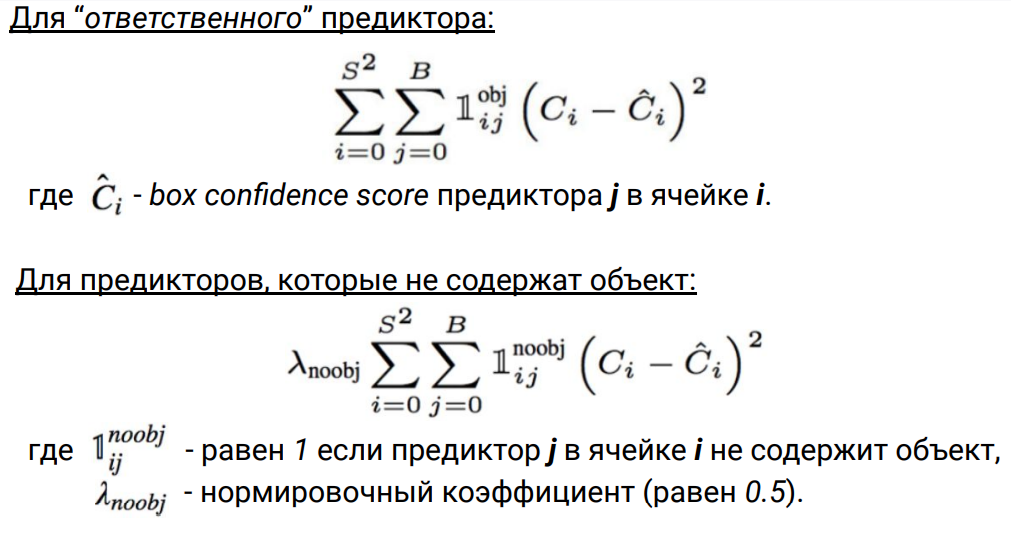 Для “ответственного” предиктора:
$$\sum_{i=0}^{S^2} \sum_{j=0}^{B} \mathbb{1}_{ij}^{\text{obj}} \left( C_i - \hat{C}_i \right)^2$$
где $\hat{C}_i$ - box confidence score предиктора j в ячейке i.
Для предикторов, которые не содержат объект:
$$\lambda_{\text{noobj}} \sum_{i=0}^{S^2} \sum_{j=0}^{B} \mathbb{1}_{ij}^{\text{noobj}} \left( C_i - \hat{C}_i \right)^2$$
где $\mathbb{1}_{ij}^{noobj}$ - равен 1 если предиктор j в ячейке i не содержит объект,
$\lambda_{noobj}$ - нормировочный коэффициент (равен 0.5).